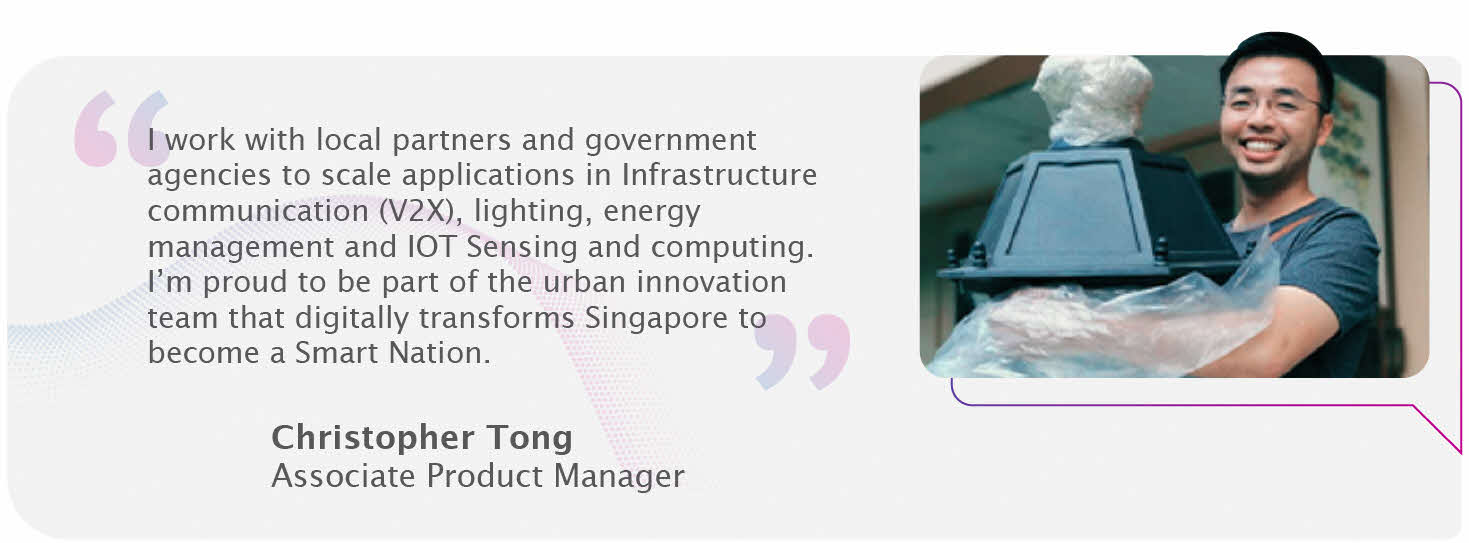 I work with local partners and government
agencies to scale applications in Infrastructure
communication (V2X), lighting, energy
management and IOT Sensing and computing.
I’m proud to be part of the urban innovation
team that digitally transforms Singapore to
become a Smart Nation.
Christopher Tong
Associate Product Manager